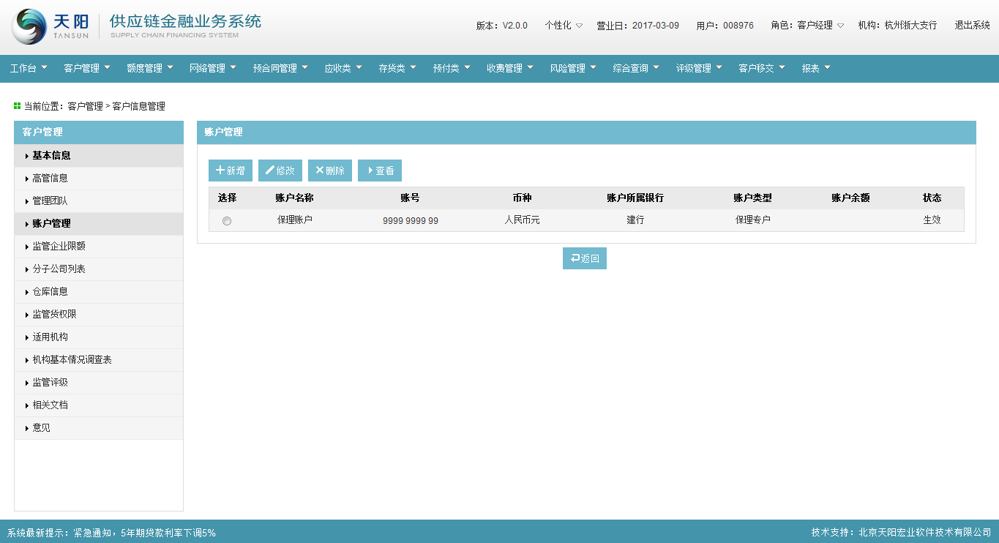 天阳 TANSUN 供应链金融业务系统
SUPPLY CHAIN FINANCING SYSTEM
版本：V2.0.0 个性化 营业日：2017-03-09 用户：008976 角色：客户经理 机构：杭州浙大支行 退出系统
工作台 客户管理 额度管理 网络管理 预合同管理 应收类 存货类 预付类 收费管理 风险管理 综合查询 评级管理 客户移交 报表
当前位置：客户管理 > 客户信息管理
客户管理
基本信息
高管信息
管理团队
账户管理
监管企业限额
分子公司列表
仓库信息
监管货权限
适用机构
机构基本情况调查表
监管评级
相关文档
意见
账户管理
新增 修改 删除 查看
选择 账户名称 账号 币种 账户所属银行 账户类型 账户余额 状态
保理账户 9999 9999 99 人民币元 建行 保理专户 生效
返回
系统最新提示：紧急通知，5年期贷款利率下调5%
技术支持：北京天阳宏业软件技术有限公司